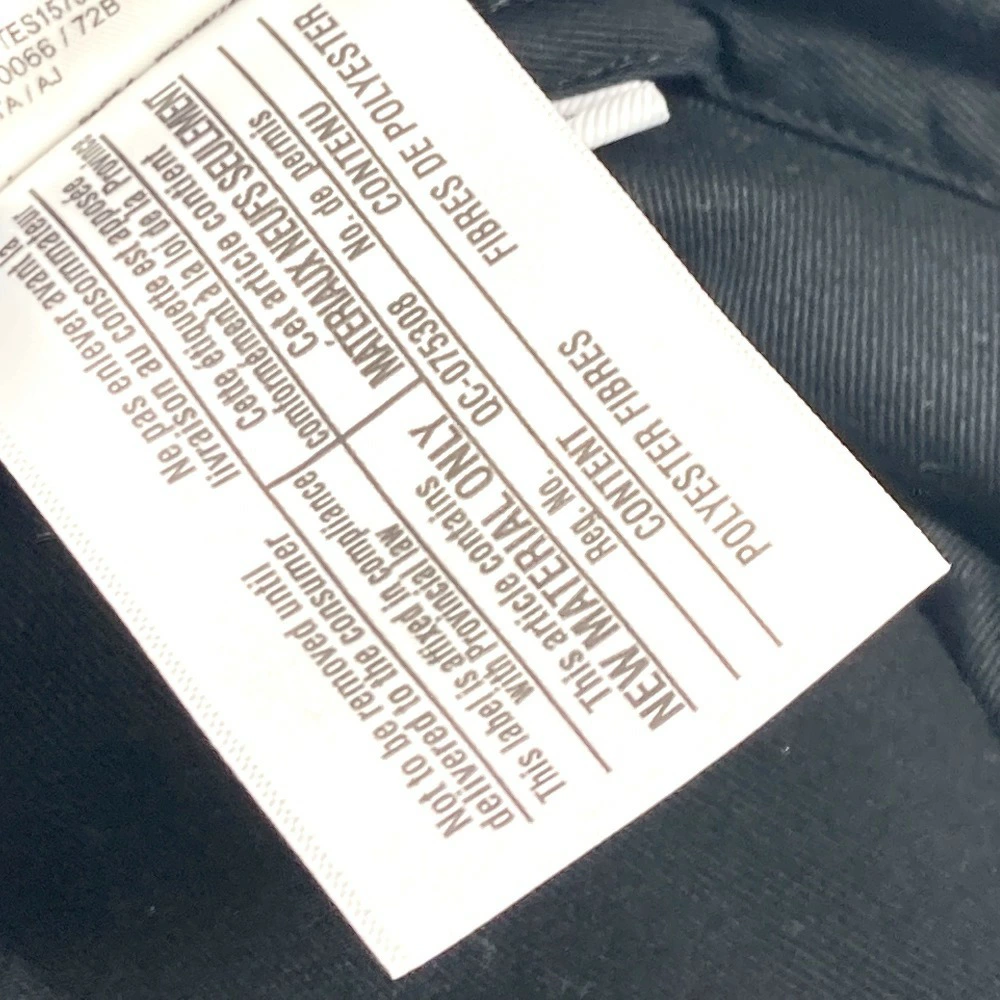 0066 / 72B
Not to be removed until
delivered to the consumer
This label is affixed in compliance
with Provincial law
This article contains
NEW MATERIAL ONLY
Reg. No. QC-075308
CONTENT
POLYESTER FIBRES
Ne pas enlever avant la
livraison au consommateur
Cette étiquette est apposée
conformément à la loi de la Province
Cet article contient
MATÉRIAUX NEUFS SEULEMENT
No. de permis
CONTENU
FIBRES DE POLYESTER